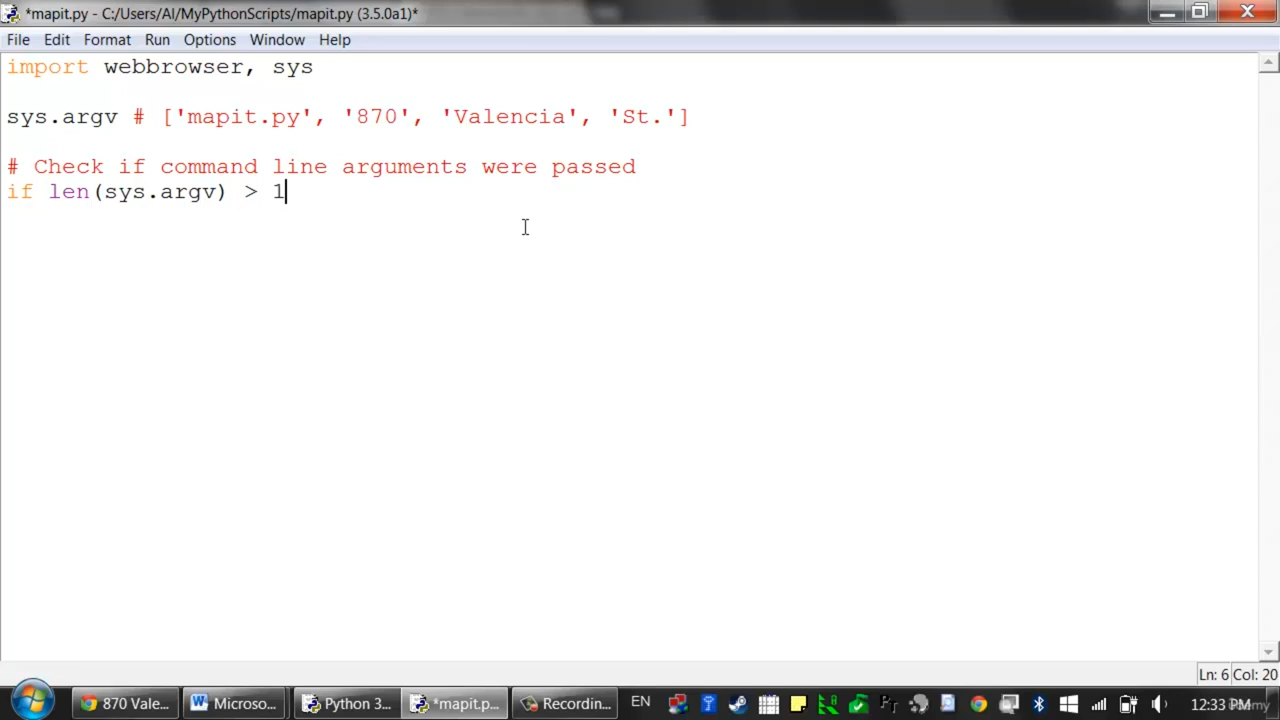 *mapit.py - C:/Users/Al/MyPythonScripts/mapit.py (3.5.0a1)*
File Edit Format Run Options Window Help
import webbrowser, sys
sys.argv # ['mapit.py', '870', 'Valencia', 'St.']
# Check if command line arguments were passed
if len(sys.argv) > 1
Ln: 6 Col: 20
870 Vale... Microso... Python 3... *mapit.p... Recordin... EN 12:33 PM
Udemy